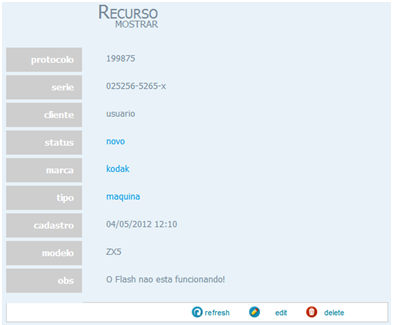 RECURSO
MOSTRAR
protocolo 199875
serie 025256-5265-x
cliente usuario
status novo
marca kodak
tipo maquina
cadastro 04/05/2012 12:10
modelo ZX5
obs O Flash nao esta funcionando!
refresh edit delete